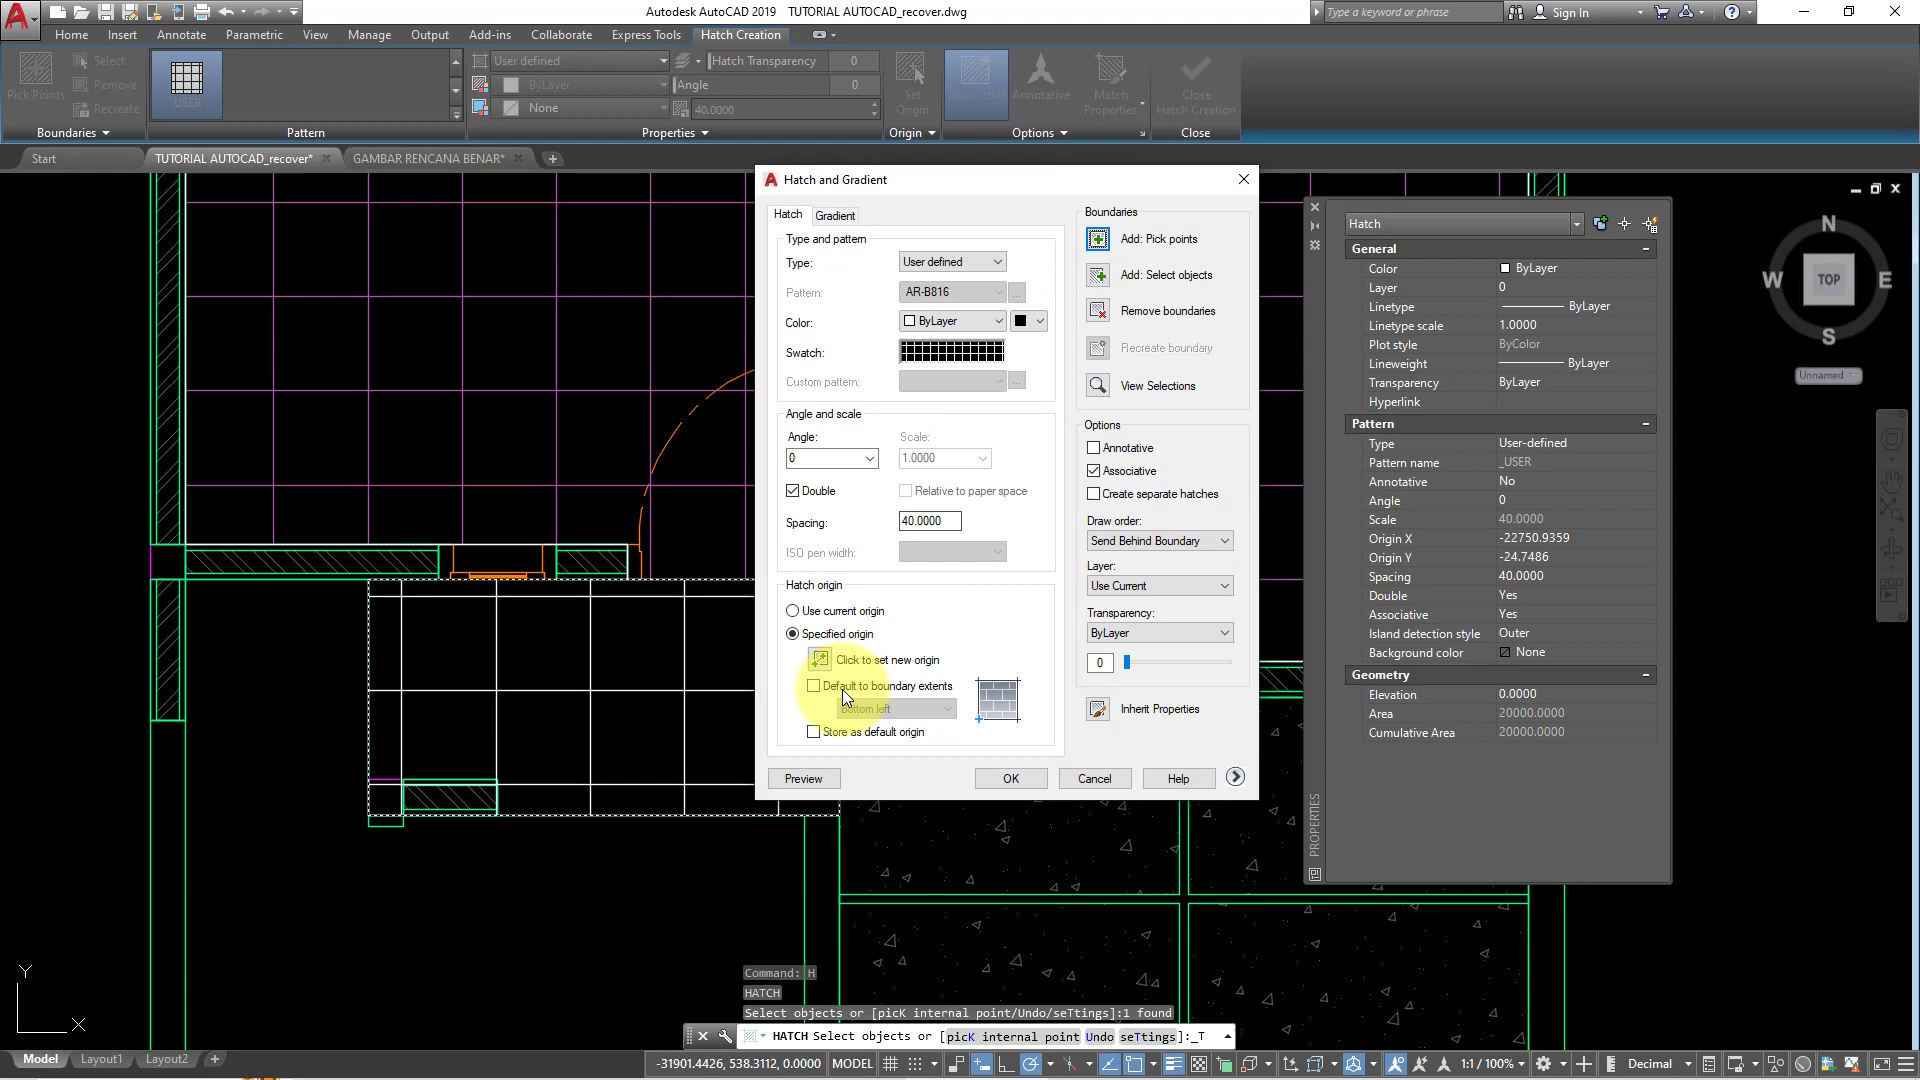 Autodesk AutoCAD 2019 TUTORIAL AUTOCAD_recover.dwg
Type a keyword or phrase
Sign In
Home Insert Annotate Parametric View Manage Output Add-ins Collaborate Express Tools Hatch Creation
Pick Points
Select
Remove
Recreate
USER
User defined
ByLayer
None
Hatch Transparency 0
Angle 0
40.0000
Set Origin
Associative
Annotative
Match Properties
Close Hatch Creation
Boundaries Pattern Properties Origin Options Close
Start TUTORIAL AUTOCAD_recover* GAMBAR RENCANA BENAR*
Hatch and Gradient
Hatch Gradient
Type and pattern
Type: User defined
Pattern: AR-B816
Color: ByLayer
Swatch:
Custom pattern:
Angle and scale
Angle: Scale:
0 1.0000
Double Relative to paper space
Spacing: 40.0000
ISO pen width:
Hatch origin
Use current origin
Specified origin
Click to set new origin
Default to boundary extents
Bottom left
Store as default origin
Boundaries
Add: Pick points
Add: Select objects
Remove boundaries
Recreate boundary
View Selections
Options
Annotative
Associative
Create separate hatches
Draw order:
Send Behind Boundary
Layer:
Use Current
Transparency:
ByLayer
0
Inherit Properties
Preview OK Cancel Help
Hatch
General
Color ByLayer
Layer 0
Linetype ByLayer
Linetype scale 1.0000
Plot style ByColor
Lineweight ByLayer
Transparency ByLayer
Hyperlink
Pattern
Type User-defined
Pattern name _USER
Annotative No
Angle 0
Scale 40.0000
Origin X -22750.9359
Origin Y -24.7486
Spacing 40.0000
Double Yes
Associative Yes
Island detection style Outer
Background color None
Geometry
Elevation 0.0000
Area 20000.0000
Cumulative Area 20000.0000
PROPERTIES
N
W TOP E
S
Unnamed
Y
X
Command: H
HATCH
Select objects or [picK internal point/Undo/seTtings]:1 found
HATCH Select objects or [picK internal point Undo seTtings]:_T
Model Layout1 Layout2
-31901.4426, 538.3112, 0.0000 MODEL 1:1 / 100% Decimal